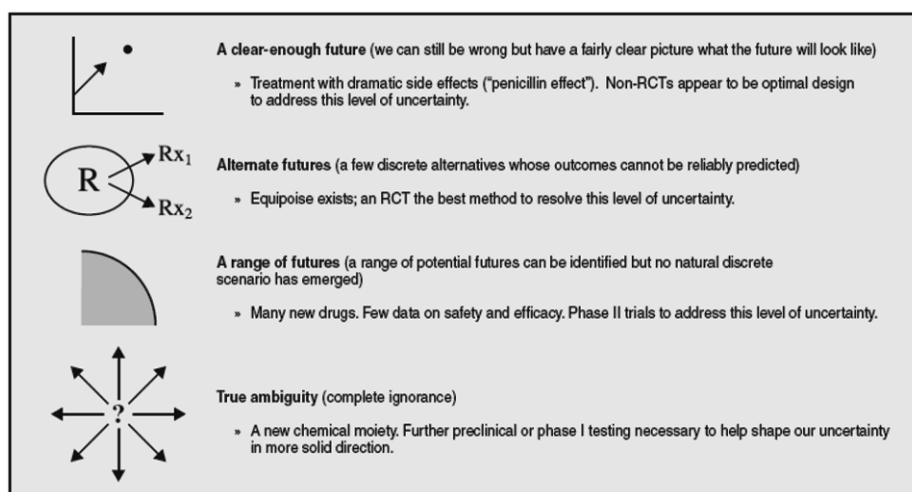 A clear-enough future (we can still be wrong but have a fairly clear picture what the future will look like)
» Treatment with dramatic side effects ("penicillin effect"). Non-RCTs appear to be optimal design
to address this level of uncertainty.
R
Rx1
Rx2
Alternate futures (a few discrete alternatives whose outcomes cannot be reliably predicted)
» Equipoise exists; an RCT the best method to resolve this level of uncertainty.
A range of futures (a range of potential futures can be identified but no natural discrete
scenario has emerged)
» Many new drugs. Few data on safety and efficacy. Phase II trials to address this level of uncertainty.
?
True ambiguity (complete ignorance)
» A new chemical moiety. Further preclinical or phase I testing necessary to help shape our uncertainty
in more solid direction.